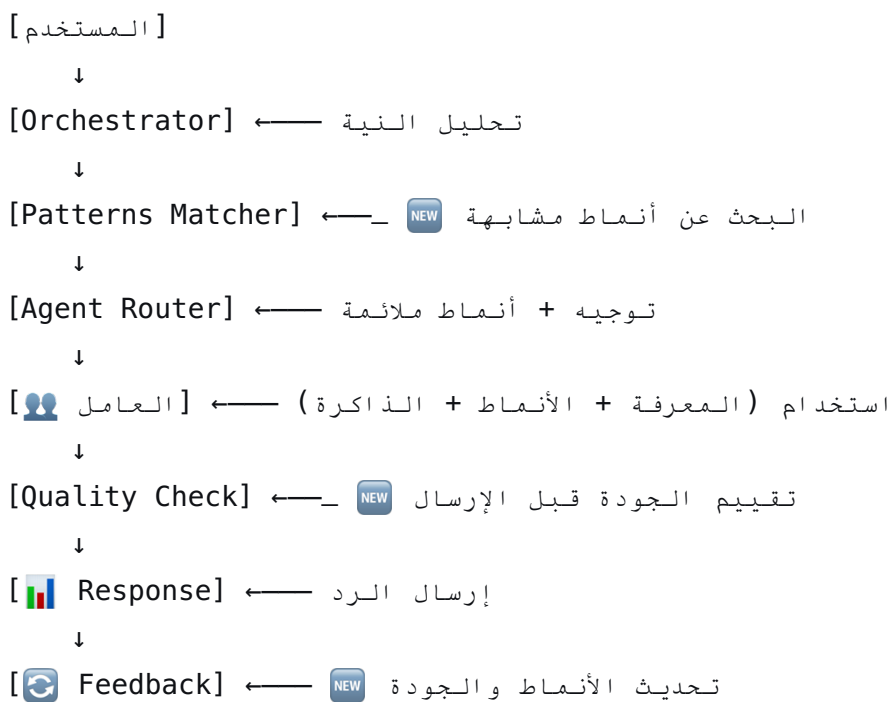 [المستخدم]
↓
[Orchestrator] ←─── تحليل النية
↓
[Patterns Matcher] ←──_ 🆕 البحث عن أنماط مشابهة
↓
[Agent Router] ←─── توجيه + أنماط ملائمة
↓
[👥 العامل] ←─── استخدام (المعرفة + الأنماط + الذاكرة)
↓
[Quality Check] ←──_ 🆕 تقييم الجودة قبل الإرسال
↓
[📊 Response] ←─── إرسال الرد
↓
[🔄 Feedback] ←─── 🆕 تحديث الأنماط والجودة